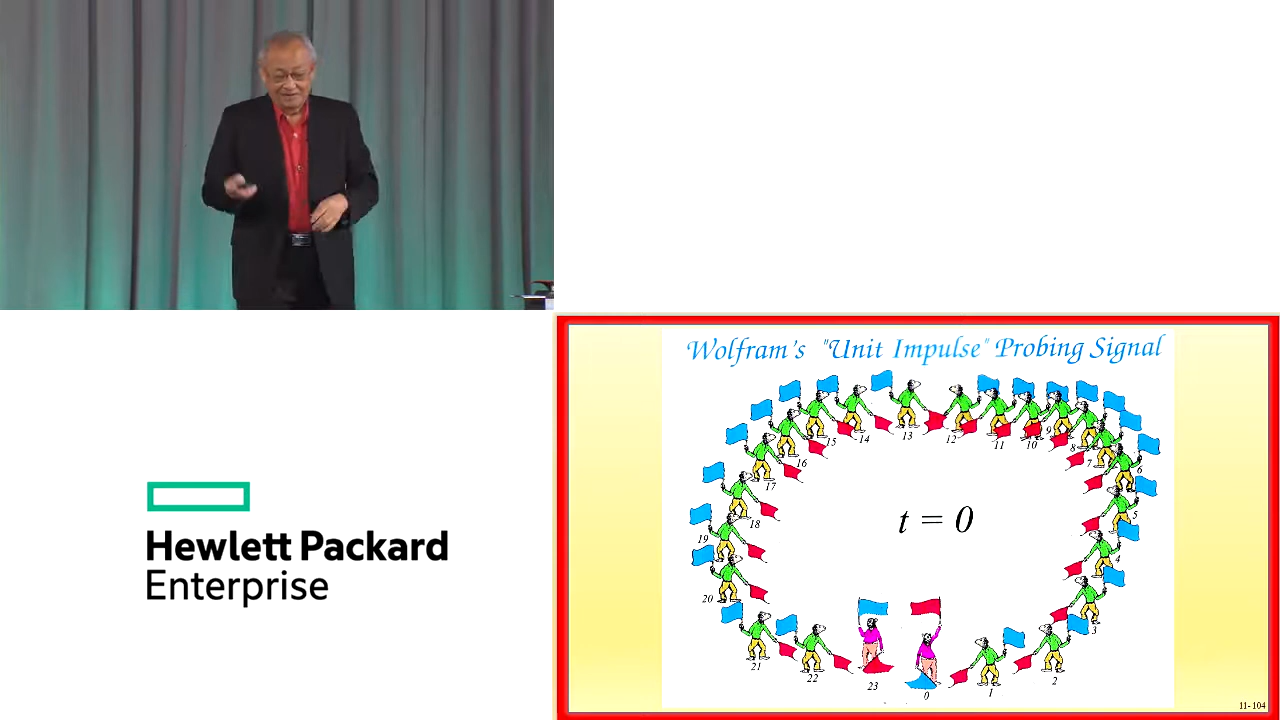 Wolfram's "Unit Impulse" Probing Signal
15 14 13 12 11 10 9 8 7 6
16
17
18
19
20
21 22 23 0 1 2
3
4
5
t = 0
11- 104
Hewlett Packard
Enterprise